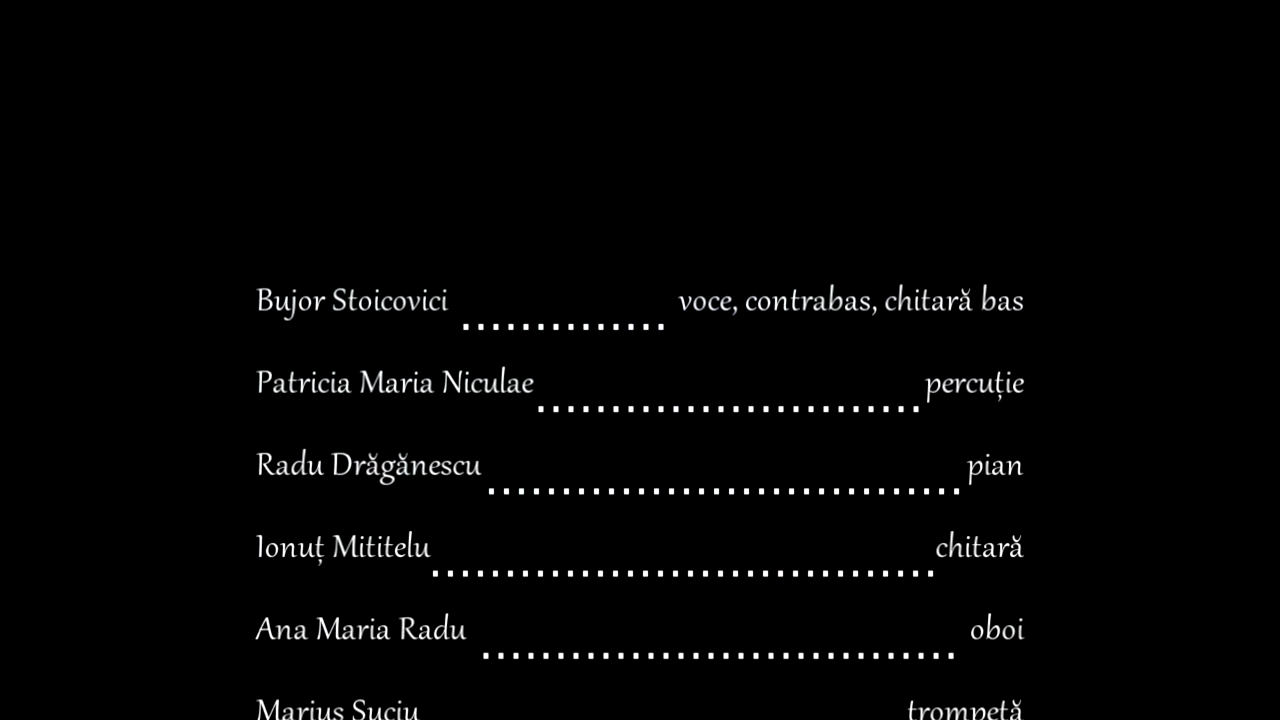 Bujor Stoicovici .............. voce, contrabas, chitară bas
Patricia Maria Niculae .......................... percuție
Radu Drăgănescu ................................ pian
Ionuț Mititelu .................................. chitară
Ana Maria Radu ................................ oboi
Marius Suciu trompetă